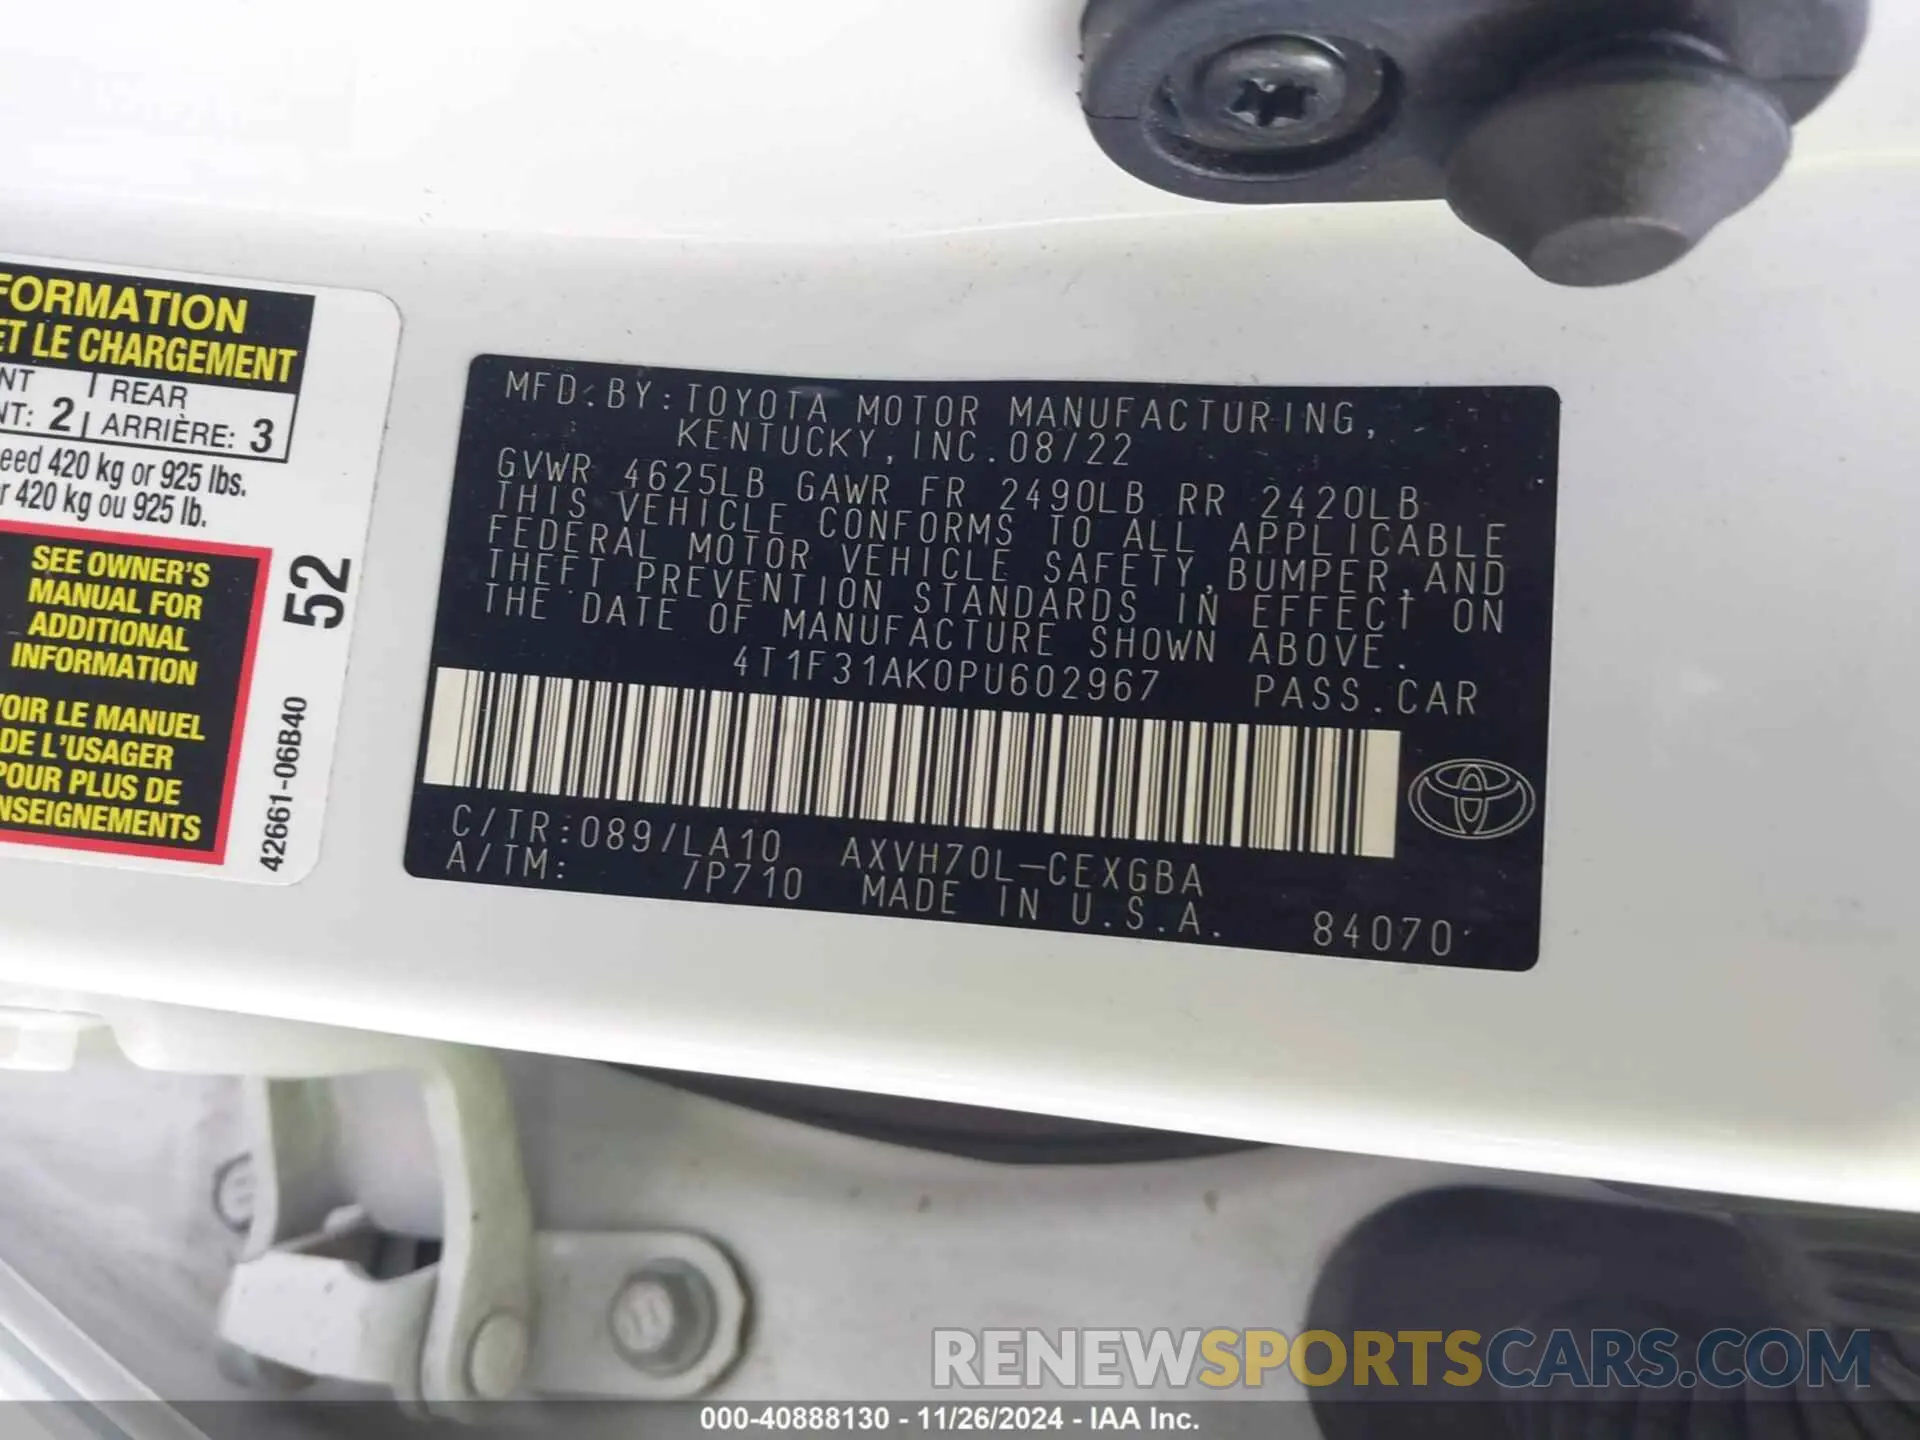 FORMATION
ET LE CHARGEMENT
NT | REAR
NT: 2 | ARRIÈRE: 3
eed 420 kg or 925 lbs.
r 420 kg ou 925 lb.
SEE OWNER'S
MANUAL FOR
ADDITIONAL
INFORMATION
VOIR LE MANUEL
DE L'USAGER
POUR PLUS DE
NSEIGNEMENTS
52
42661-06B40
MFD.BY:TOYOTA MOTOR MANUFACTURING,
KENTUCKY,INC.08/22
GVWR 4625LB GAWR FR 2490LB RR 2420LB
THIS VEHICLE CONFORMS TO ALL APPLICABLE
FEDERAL MOTOR VEHICLE SAFETY,BUMPER,AND
THEFT PREVENTION STANDARDS IN EFFECT ON
THE DATE OF MANUFACTURE SHOWN ABOVE.
4T1F31AK0PU602967 PASS.CAR
C/TR:089/LA10 AXVH70L-CEXGBA
A/TM: /P710 MADE IN U.S.A. 84070
RENEWSPORTSCARS.COM
000-40888130 - 11/26/2024 - IAA Inc.